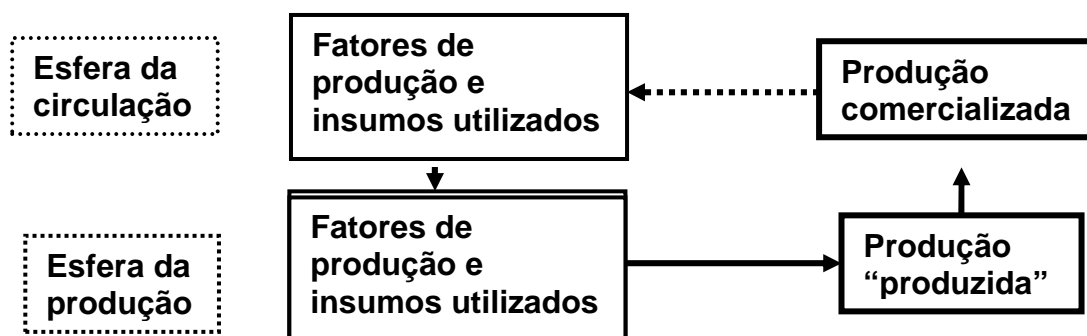 Esfera da
circulação
Fatores de
produção e
insumos utilizados
Produção
comercializada
Esfera da
produção
Fatores de
produção e
insumos utilizados
Produção
“produzida”